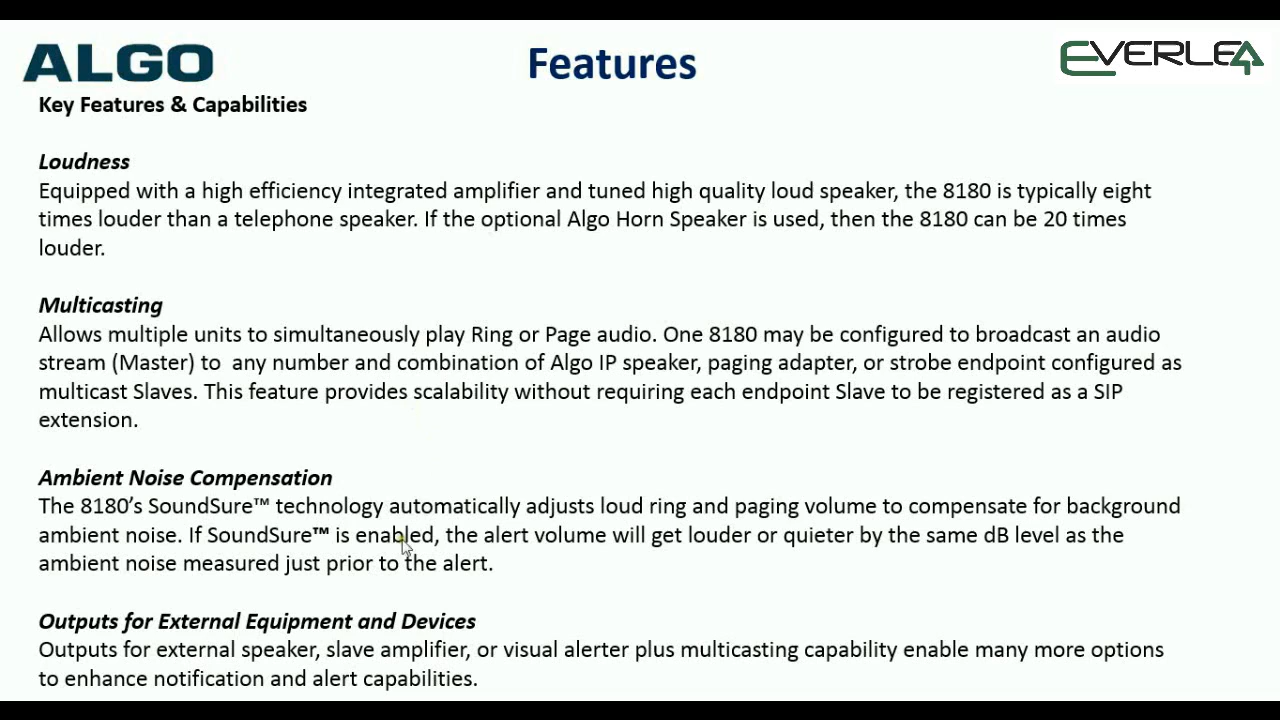 ALGO
Features
EVERLEA
Key Features & Capabilities
Loudness
Equipped with a high efficiency integrated amplifier and tuned high quality loud speaker, the 8180 is typically eight
times louder than a telephone speaker. If the optional Algo Horn Speaker is used, then the 8180 can be 20 times
louder.
Multicasting
Allows multiple units to simultaneously play Ring or Page audio. One 8180 may be configured to broadcast an audio
stream (Master) to  any number and combination of Algo IP speaker, paging adapter, or strobe endpoint configured as
multicast Slaves. This feature provides scalability without requiring each endpoint Slave to be registered as a SIP
extension.
Ambient Noise Compensation
The 8180’s SoundSure™ technology automatically adjusts loud ring and paging volume to compensate for background
ambient noise. If SoundSure™ is enabled, the alert volume will get louder or quieter by the same dB level as the
ambient noise measured just prior to the alert.
Outputs for External Equipment and Devices
Outputs for external speaker, slave amplifier, or visual alerter plus multicasting capability enable many more options
to enhance notification and alert capabilities.